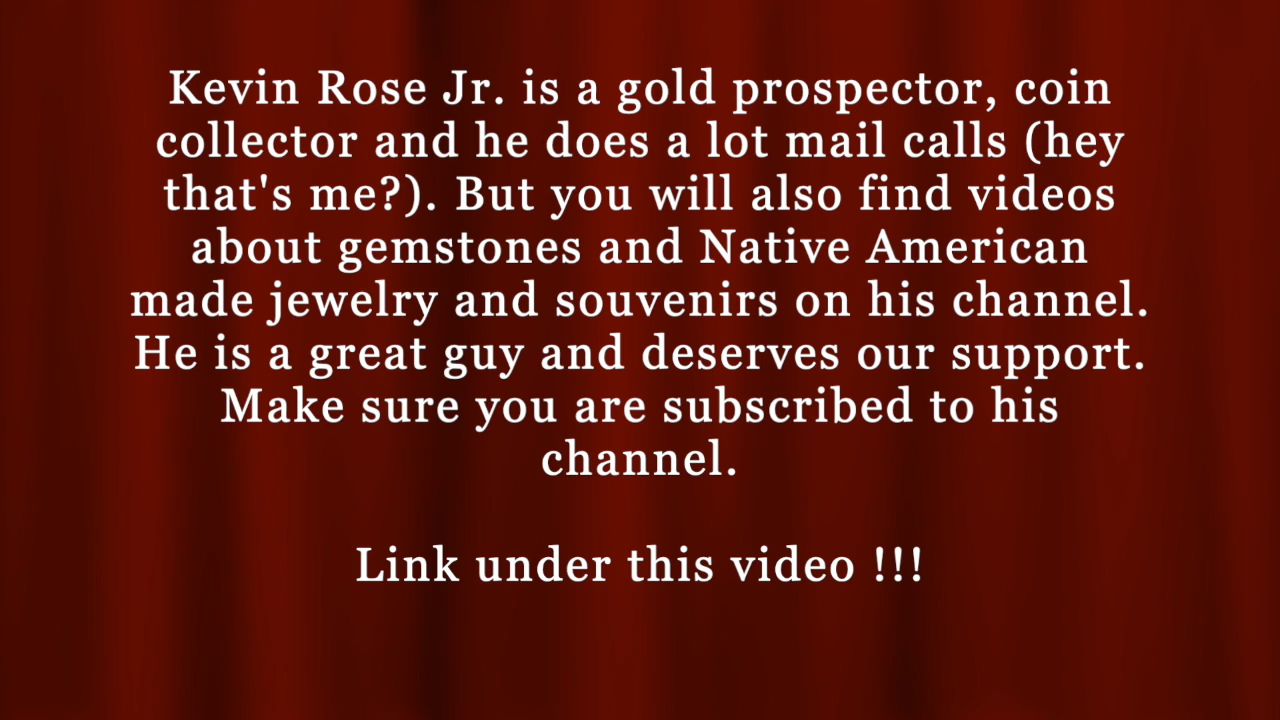 Kevin Rose Jr. is a gold prospector, coin
collector and he does a lot mail calls (hey
that's me?). But you will also find videos
about gemstones and Native American
made jewelry and souvenirs on his channel.
He is a great guy and deserves our support.
Make sure you are subscribed to his
channel.
Link under this video !!!